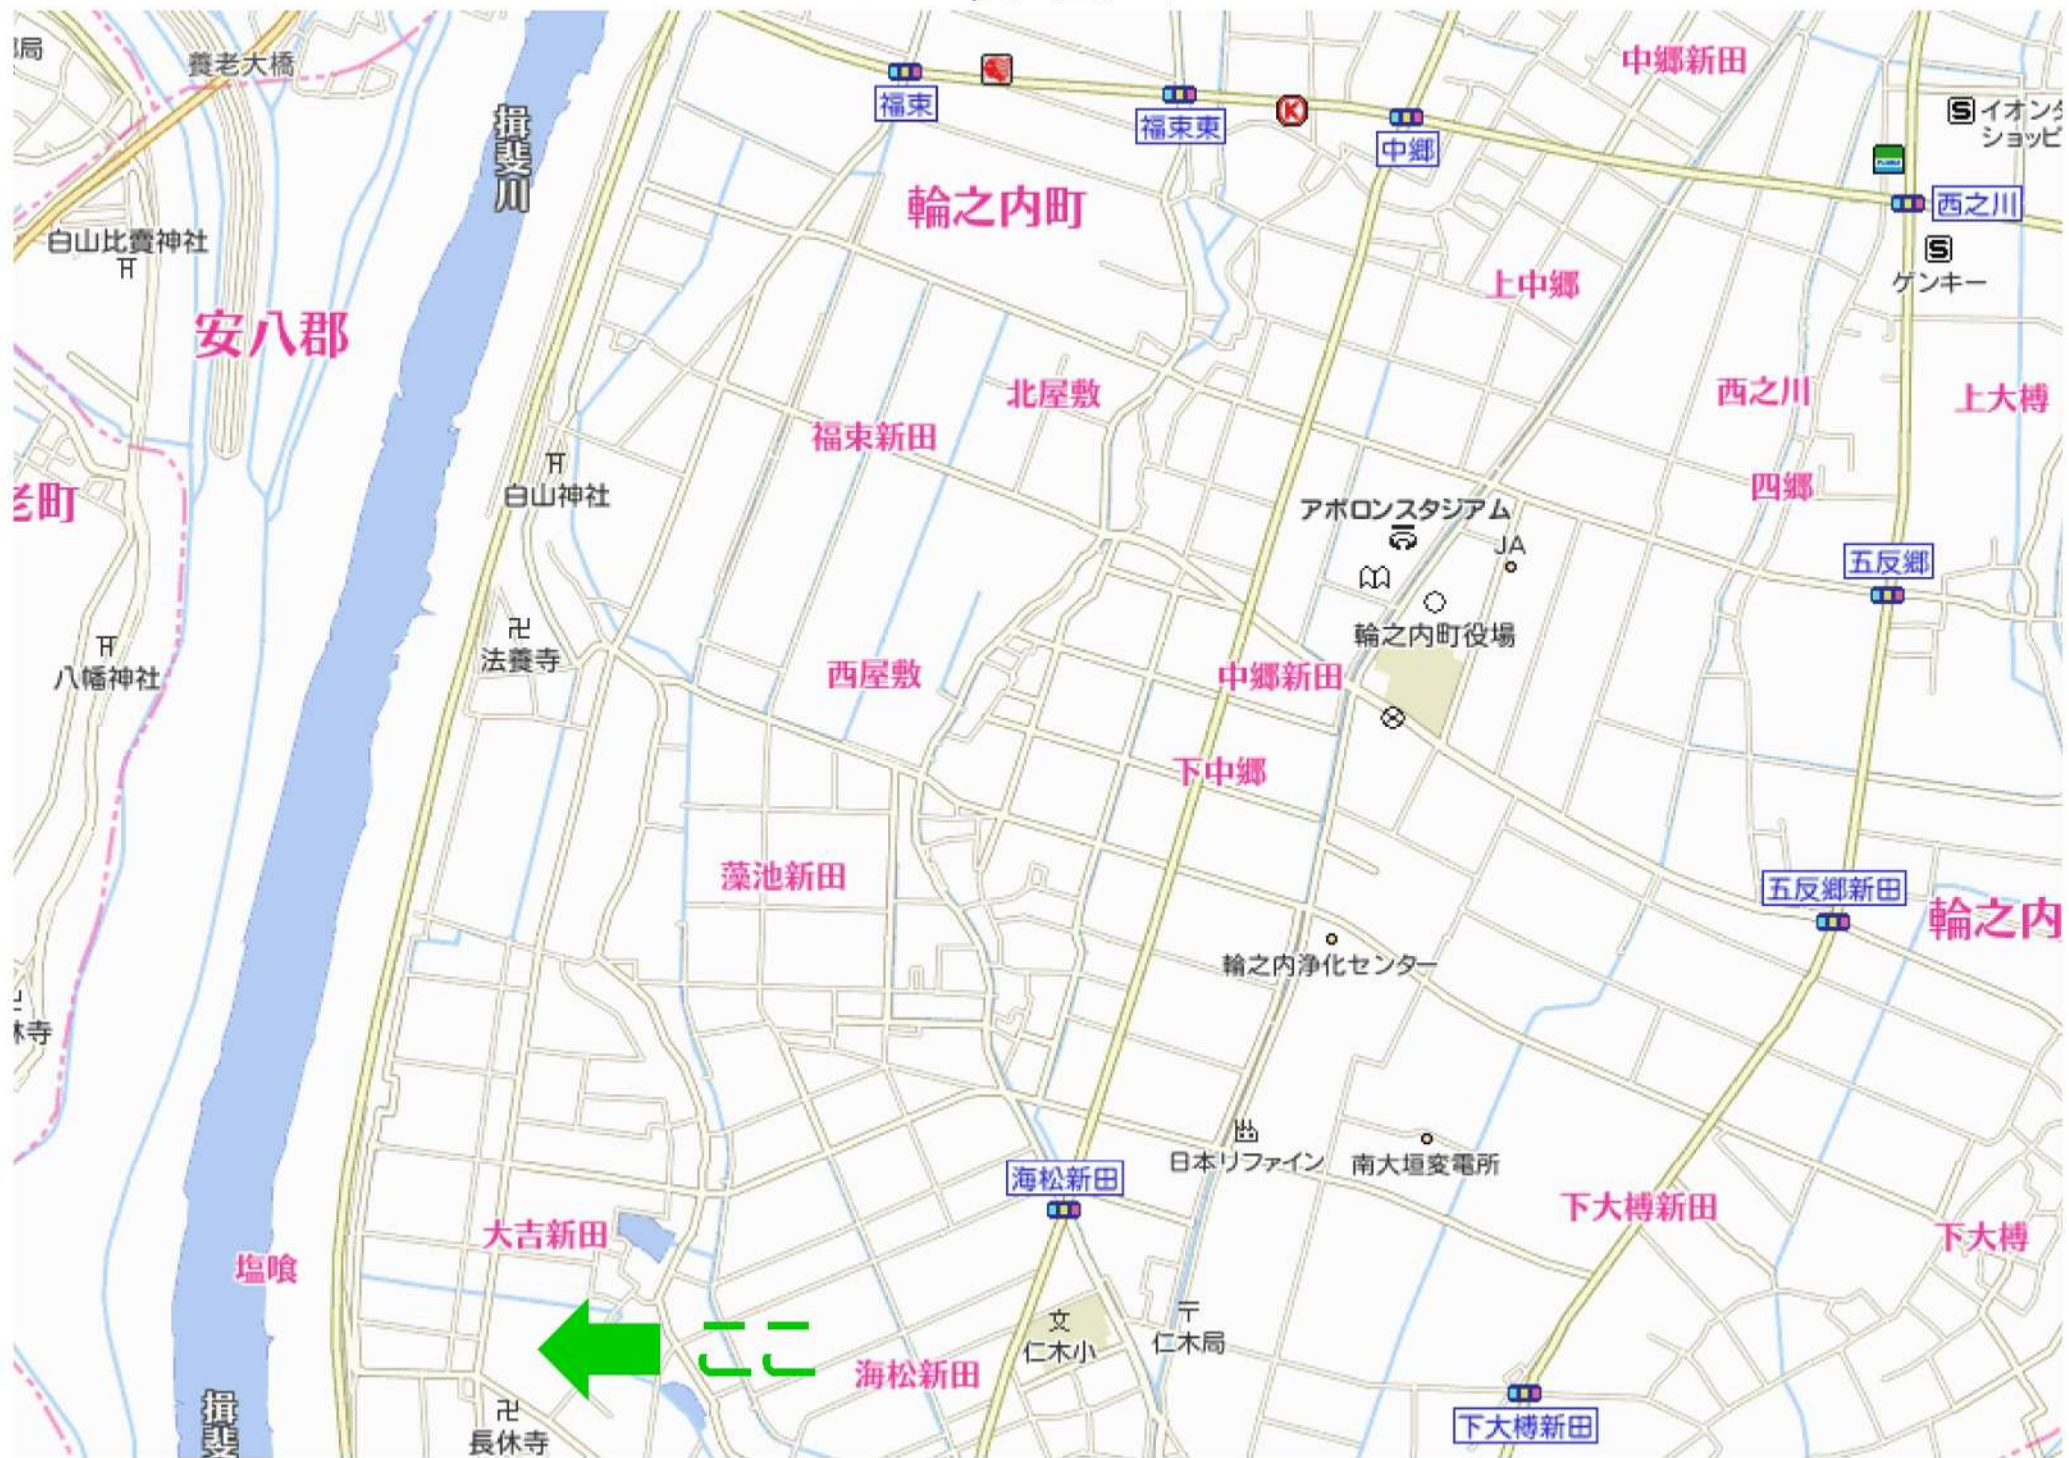 局
養老大橋
揖斐川
福束
福束東
K
中郷
中郷新田
S イオンタ
ショッピ
西之川
白山比賣神社
輪之内町
S
ゲンキー
安八郡
上中郷
北屋敷
西之川
上大榑
福束新田
老町
白山神社
四郷
アポロンスタジアム
JA
五反郷
輪之内町役場
法養寺
八幡神社
西屋敷
中郷新田
下中郷
藻池新田
五反郷新田
輪之内
輪之内浄化センター
休寺
日本リファイン
南大垣変電所
海松新田
下大榑新田
下大榑
大吉新田
塩喰
ここ
文
仁木小
〒
仁木局
海松新田
揖斐
長休寺
下大榑新田